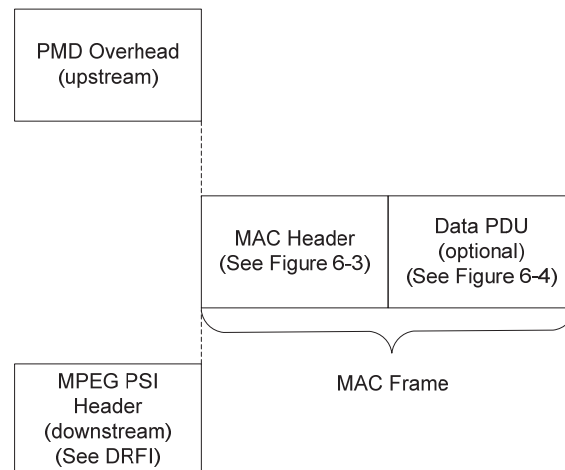 PMD Overhead
(upstream)
MAC Header
(See Figure 6-3)
Data PDU
(optional)
(See Figure 6-4)
MAC Frame
MPEG PSI
Header
(downstream)
(See DRFI)